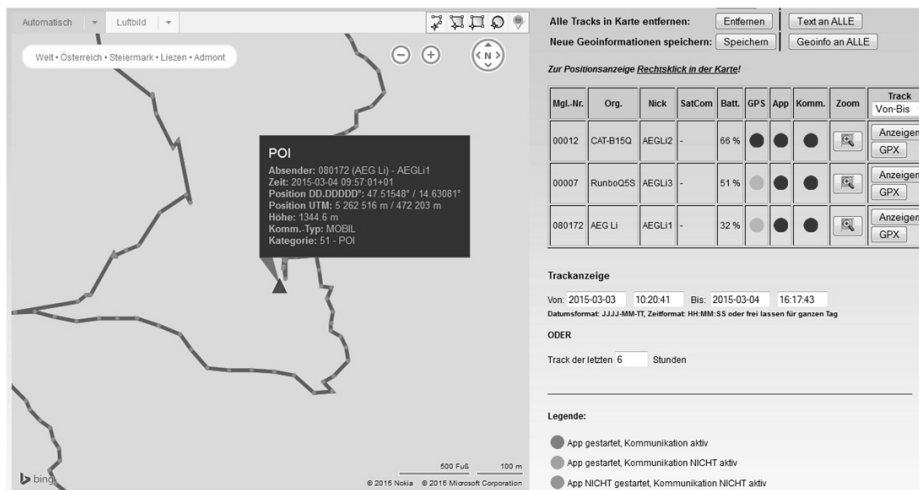 Automatisch
Luftbild
Welt • Österreich • Steiermark • Liezen • Admont
N
POI
Absender: 080172 (AEG Li) - AEGLi1
Zeit: 2015-03-04 09:57:01+01
Position DD.DDDDD°: 47.51548° / 14.63081°
Position UTM: 5 262 516 m / 472 203 m
Höhe: 1344.6 m
Komm.-Typ: MOBIL
Kategorie: 51 - POI
500 Fuß 100 m
bing
© 2015 Nokia © 2015 Microsoft Corporation
Alle Tracks in Karte entfernen: Entfernen Text an ALLE
Neue Geoinformationen speichern: Speichern Geoinfo an ALLE
Zur Positionsanzeige Rechtsklick in der Karte!
Mgl.-Nr. Org. Nick SatCom Batt. GPS App Komm. Zoom Track
Von-Bis
00012 CAT-B15Q AEGLi2 - 66 % Anzeigen
GPX
00007 RunboQ5S AEGLi3 - 51 % Anzeigen
GPX
080172 AEG Li AEGLi1 - 32 % Anzeigen
GPX
Trackanzeige
Von: 2015-03-03 10:20:41 Bis: 2015-03-04 16:17:43
Datumsformat: JJJJ-MM-TT, Zeitformat: HH:MM:SS oder frei lassen für ganzen Tag
ODER
Track der letzten 6 Stunden
Legende:
App gestartet, Kommunikation aktiv
App gestartet, Kommunikation NICHT aktiv
App NICHT gestartet, Kommunikation NICHT aktiv